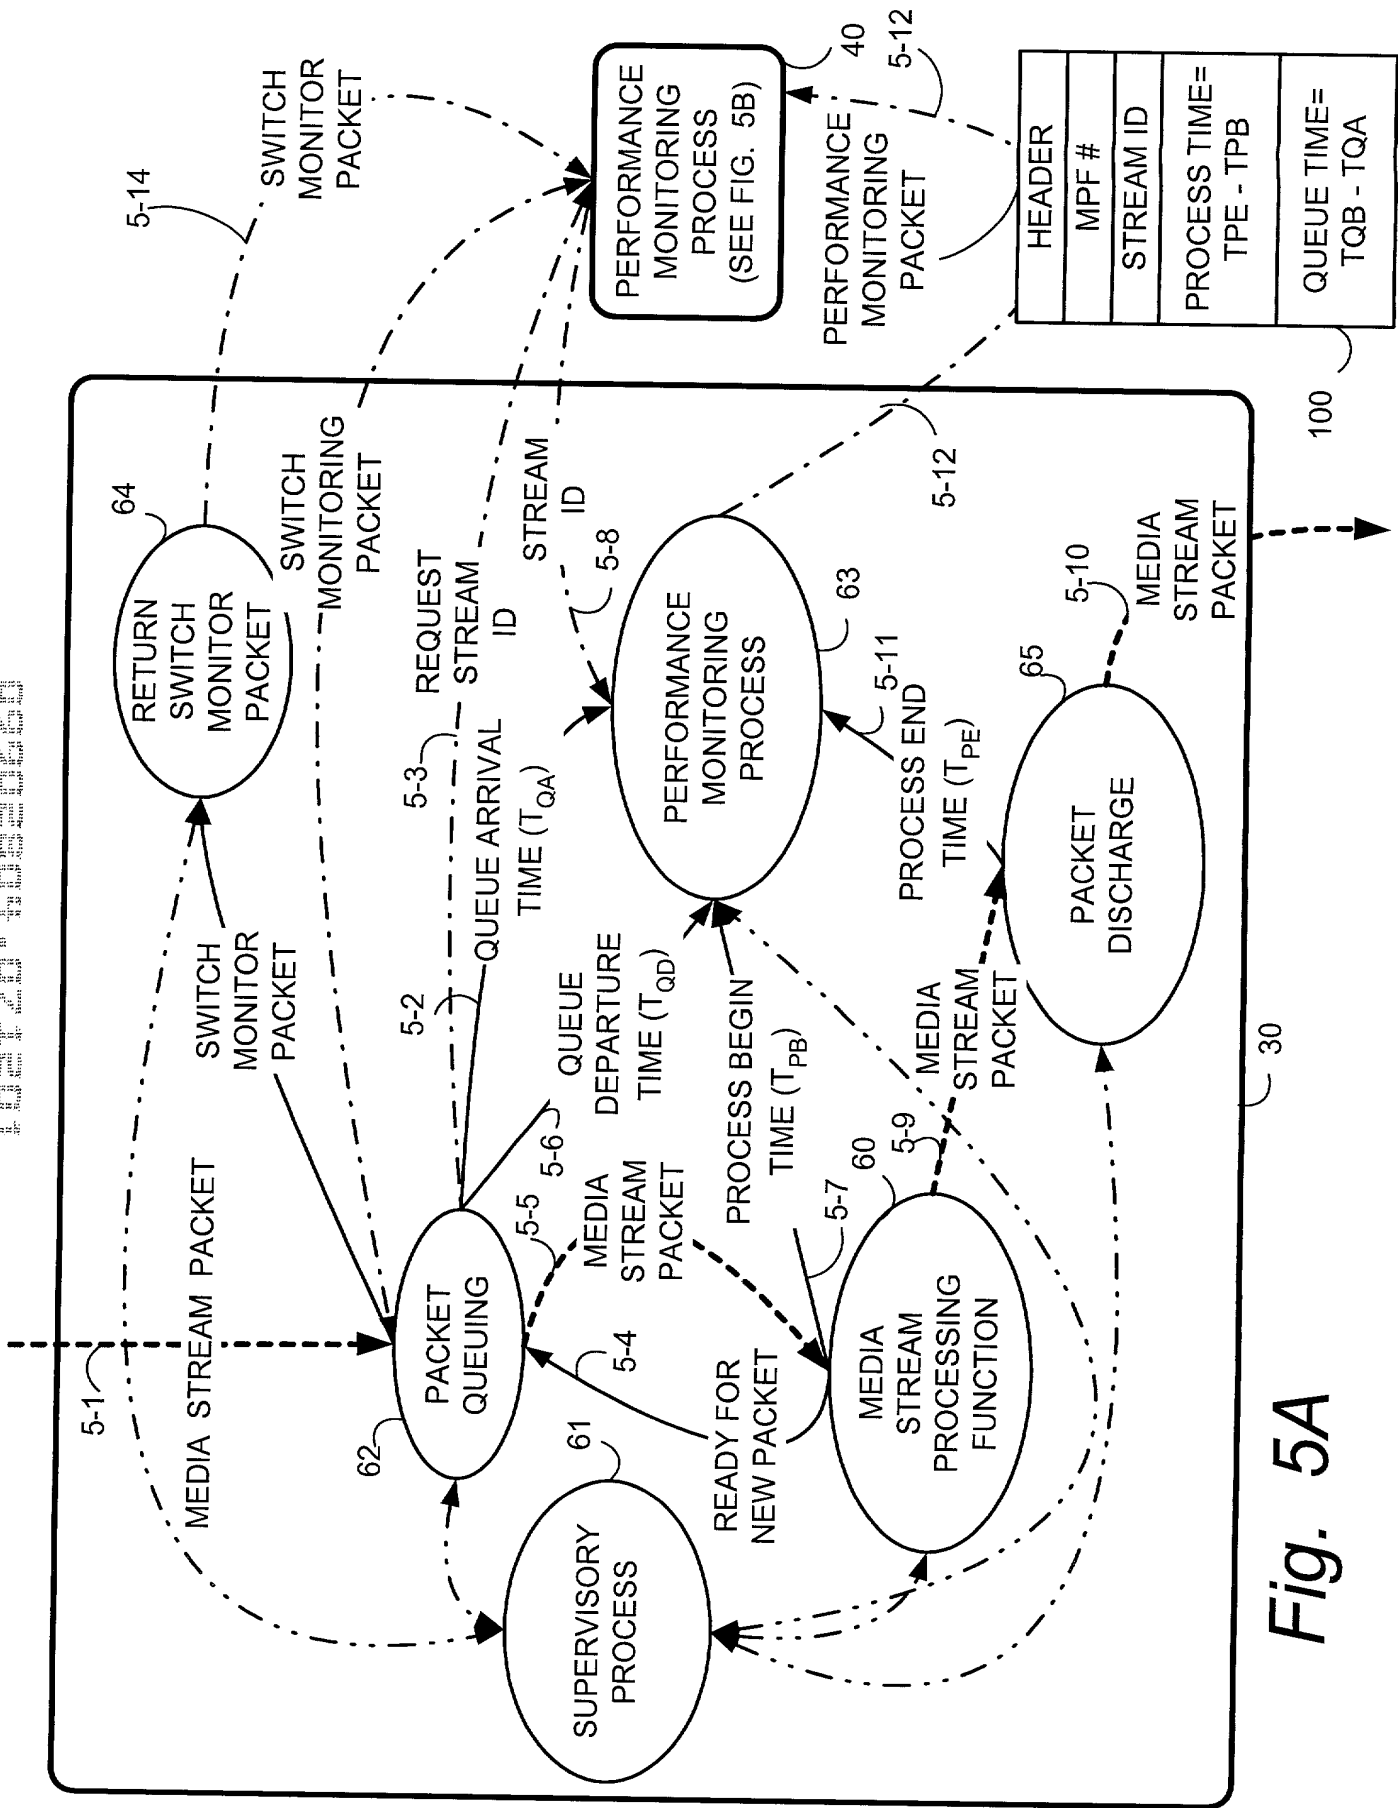 5-1
MEDIA STREAM PACKET
62
PACKET
QUEUING
SWITCH
MONITOR
PACKET
64
RETURN
SWITCH
MONITOR
PACKET
5-14
SWITCH
MONITOR
PACKET
SWITCH
MONITORING
PACKET
5-3
REQUEST
STREAM
ID
5-2
QUEUE ARRIVAL
TIME (TQA)
STREAM
ID
5-8
40
PERFORMANCE
MONITORING
PROCESS
(SEE FIG. 5B)
61
SUPERVISORY
PROCESS
5-5
MEDIA
STREAM
PACKET
5-6
QUEUE
DEPARTURE
TIME (TQD)
5-4
READY FOR
NEW PACKET
PROCESS BEGIN
TIME (TPB)
5-7
PERFORMANCE
MONITORING
PROCESS
63
5-11
PROCESS END
TIME (TPE)
5-12
PERFORMANCE
MONITORING
PACKET
5-12
60
MEDIA
STREAM
PROCESSING
FUNCTION
5-9
MEDIA
STREAM
PACKET
65
PACKET
DISCHARGE
5-10
MEDIA
STREAM
PACKET
HEADER
MPF #
STREAM ID
PROCESS TIME=
TPE - TPB
QUEUE TIME=
TQB - TQA
100
30
Fig. 5A